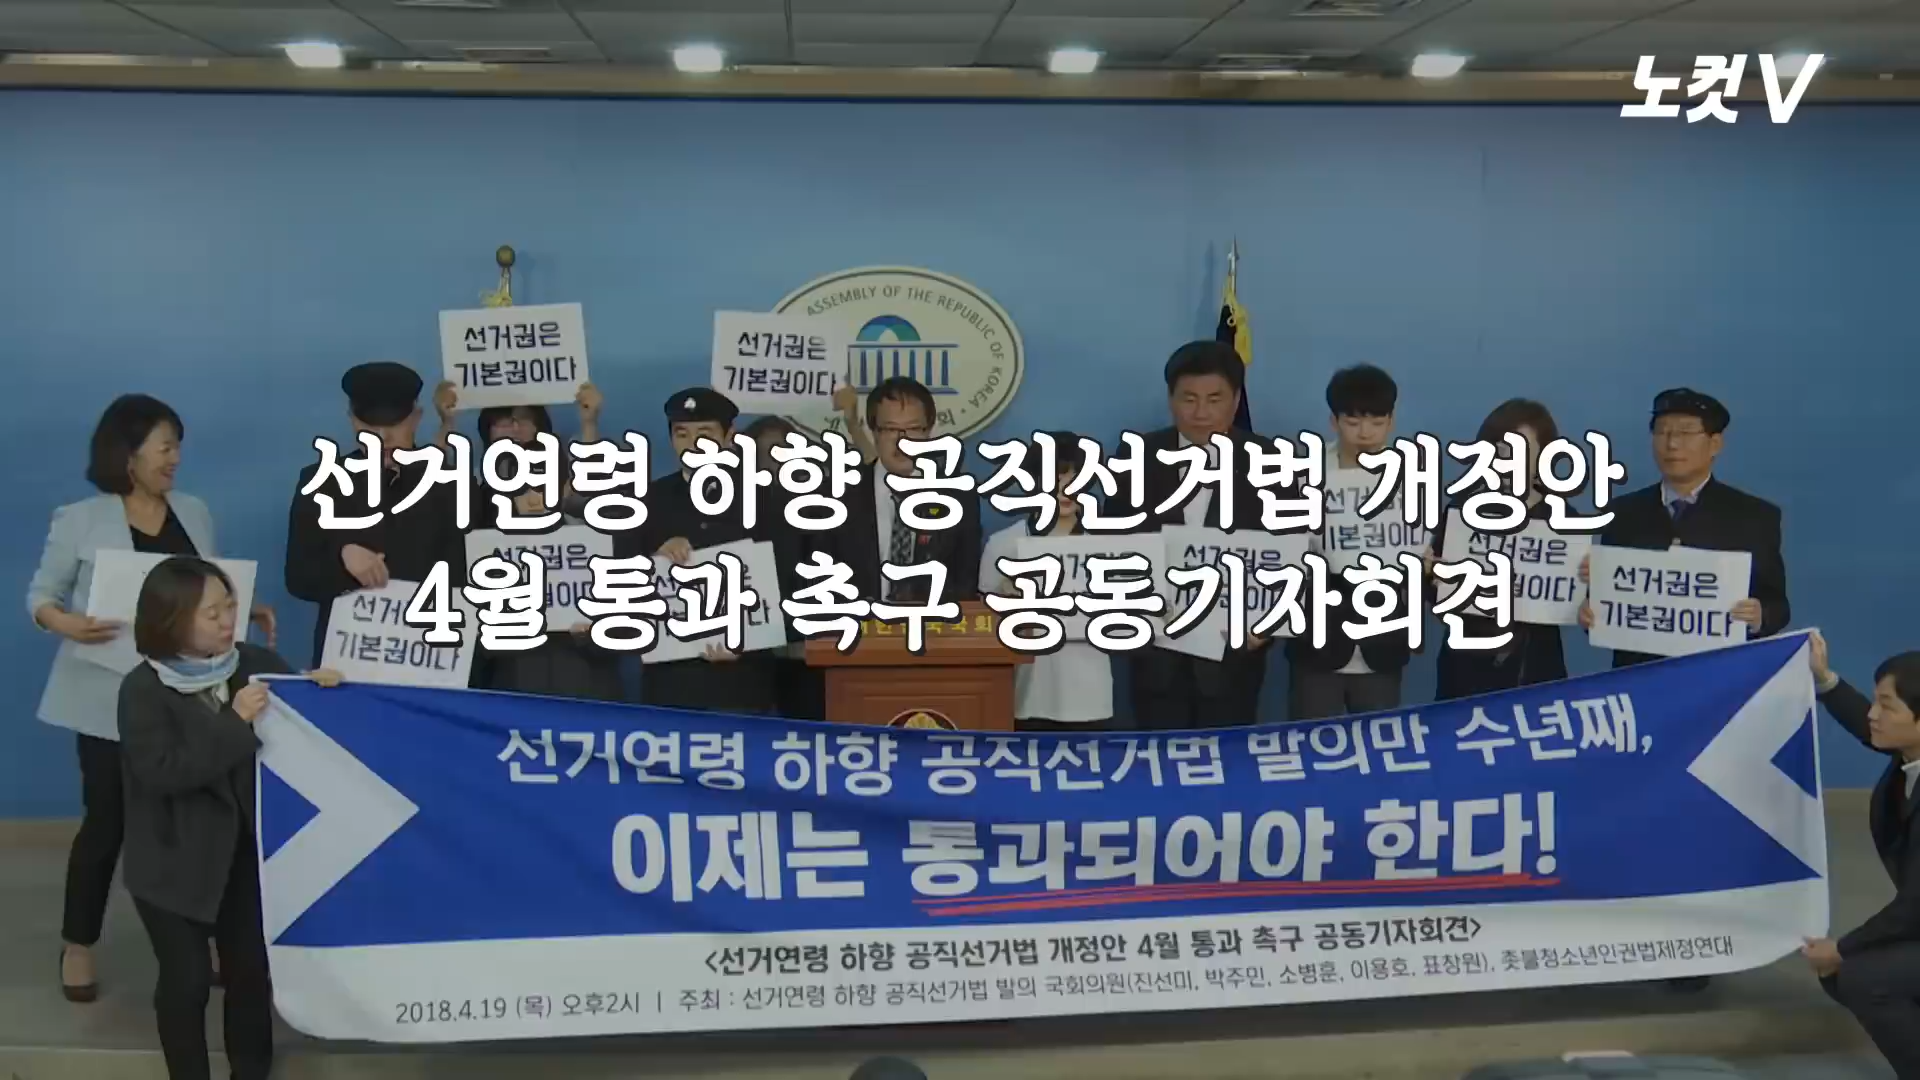 노컷V
ASSEMBLY OF THE REPUBLIC OF KOREA
선거권은
기본권이다
선거권은
기본권이다
선거연령 하향 공직선거법 개정안
4월 통과 촉구 공동기자회견
선거권은
기본권이다
선거권은
기본권이다
선거연령 하향 공직선거법 발의만 수년째,
이제는 통과되어야 한다!
<선거연령 하향 공직선거법 개정안 4월 통과 촉구 공동기자회견>
2018.4.19 (목) 오후2시 ㅣ 주최 : 선거연령 하향 공직선거법 발의 국회의원(진선미, 박주민, 소병훈, 이용호, 표창원), 촛불청소년인권법제정연대